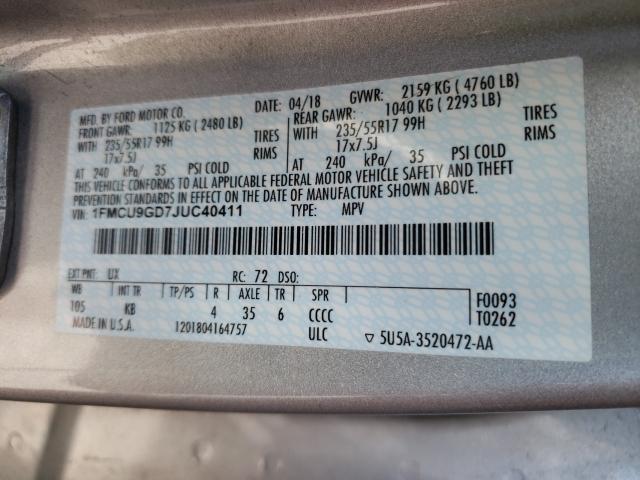 MFD. BY FORD MOTOR CO.
DATE: 04/18 GVWR: 2159 KG ( 4760 LB)
FRONT GAWR: 1125 KG ( 2480 LB) REAR GAWR: 1040 KG ( 2293 LB)
WITH 235/55R17 99H TIRES WITH 235/55R17 99H TIRES
17x7.5J RIMS 17x7.5J RIMS
AT 240 kPa/ 35 PSI COLD AT 240 kPa/ 35 PSI COLD
THIS VEHICLE CONFORMS TO ALL APPLICABLE FEDERAL MOTOR VEHICLE SAFETY AND THEFT
PREVENTION STANDARDS IN EFFECT ON THE DATE OF MANUFACTURE SHOWN ABOVE.
VIN: 1FMCU9GD7JUC40411 TYPE: MPV
EXT PNT: UX RC: 72 DSO:
WB INT TR TP/PS R AXLE TR SPR F0093
105 KB 4 35 6 CCCC T0262
MADE IN U.S.A. 1201804164757 ULC ▽ 5U5A-3520472-AA